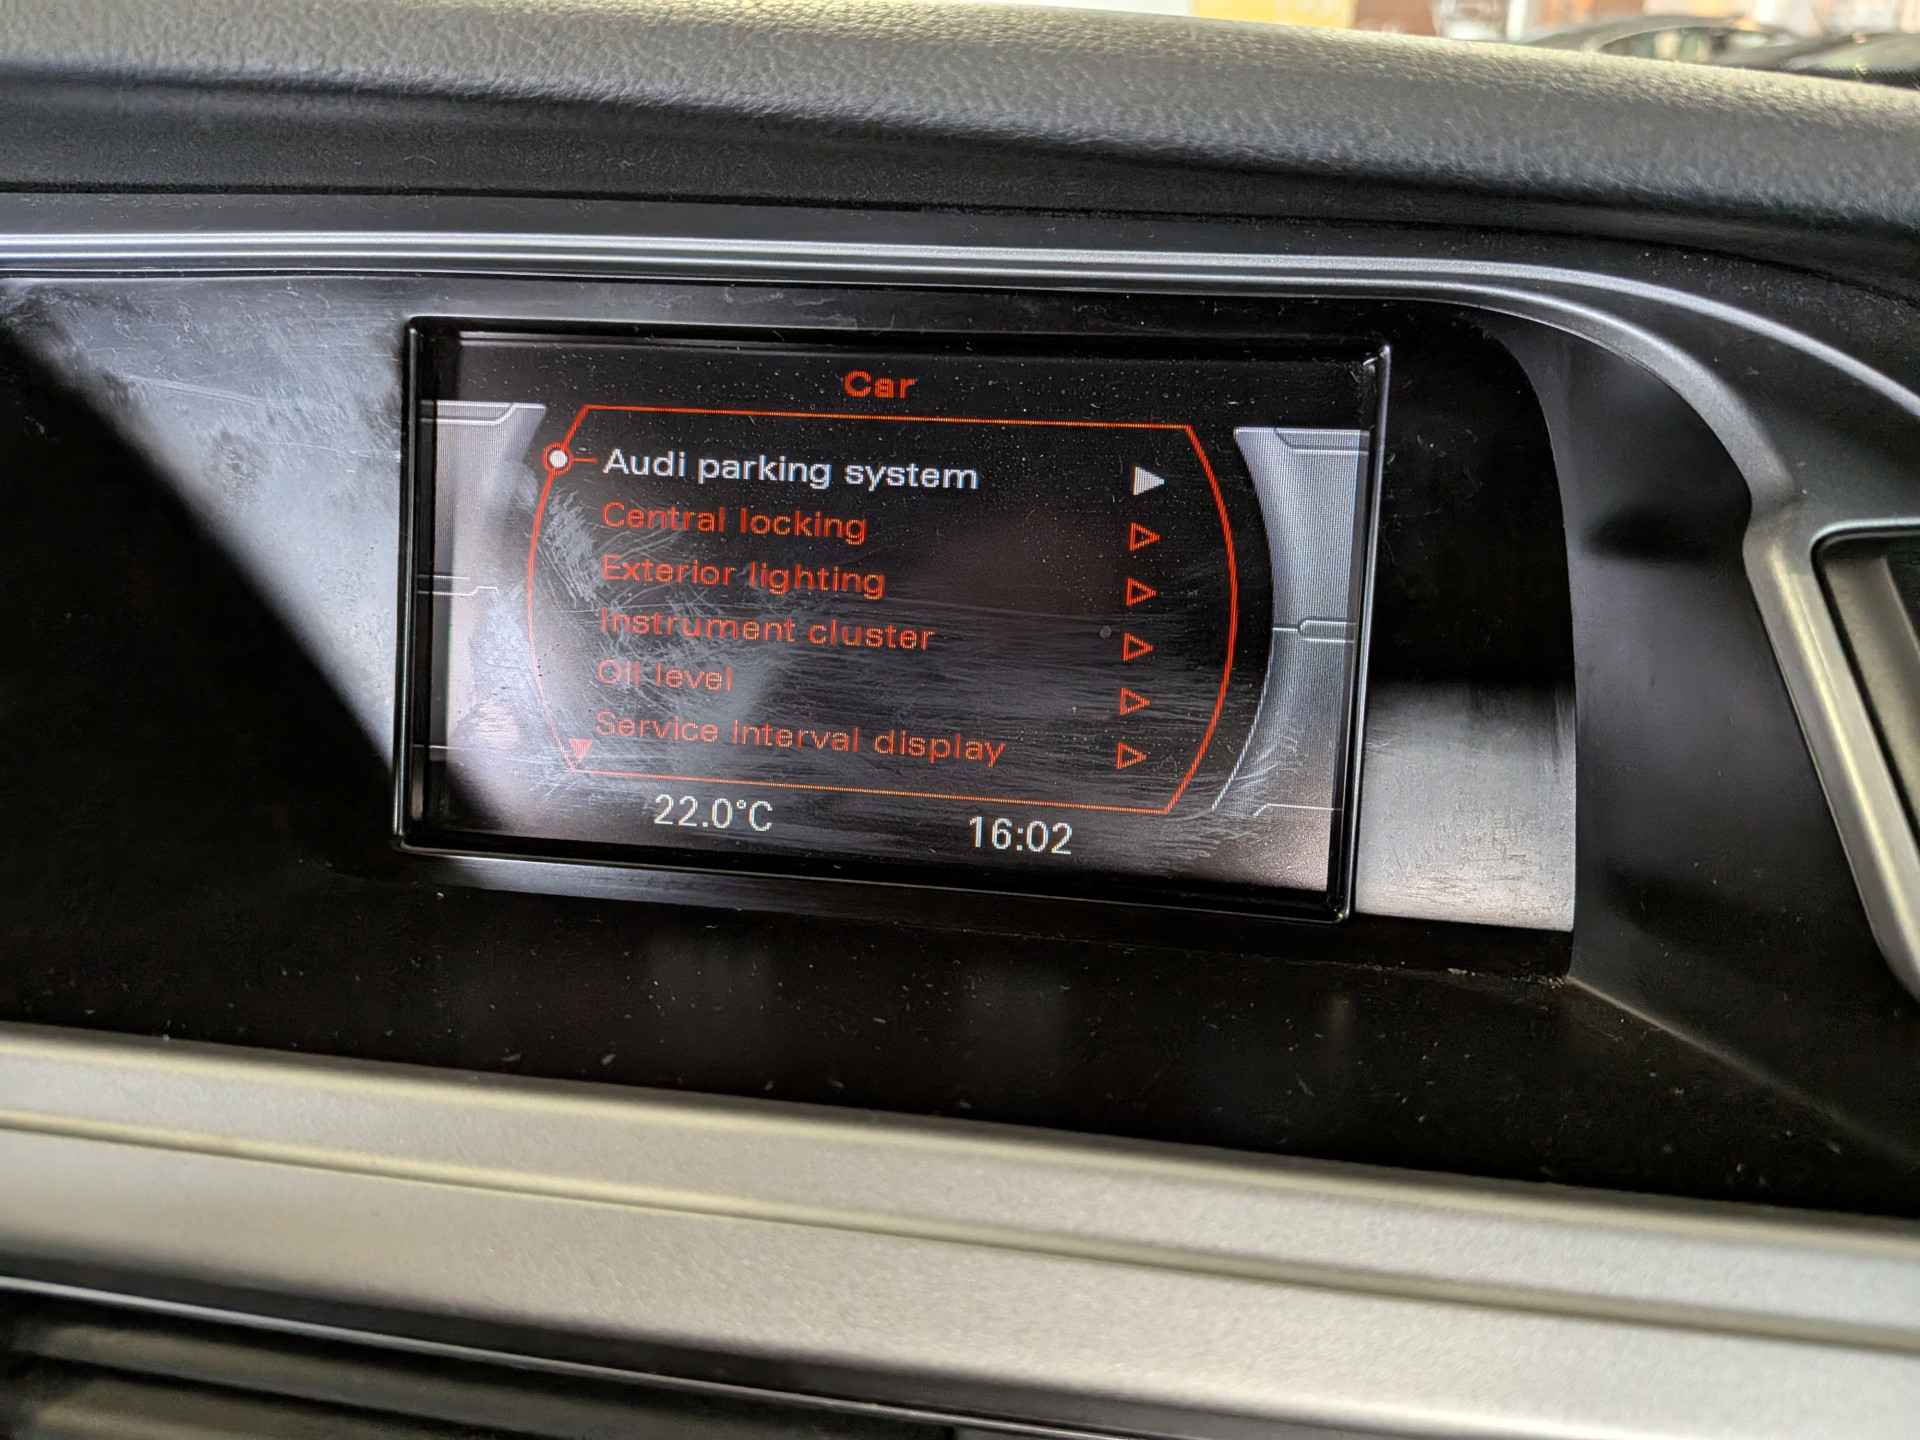 Car
Audi parking system
Central locking
Exterior lighting
Instrument cluster
Oil level
Service interval display
22.0°C 16:02